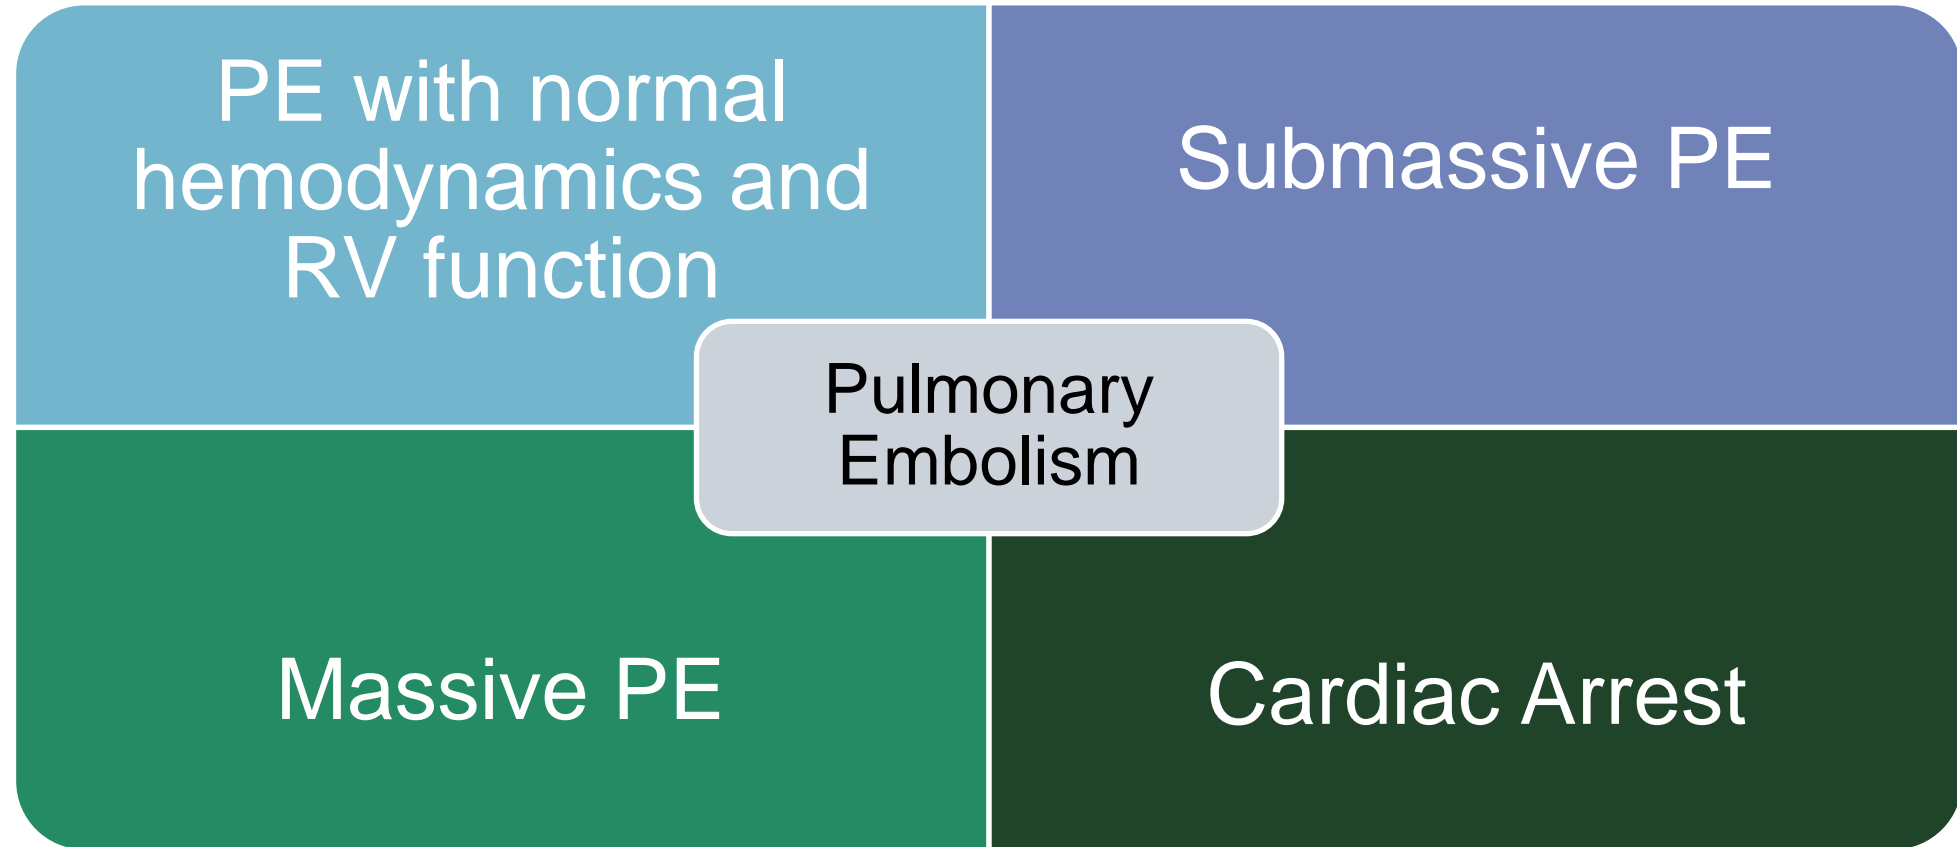 PE with normal
hemodynamics and
RV function
Submassive PE
Pulmonary
Embolism
Massive PE
Cardiac Arrest